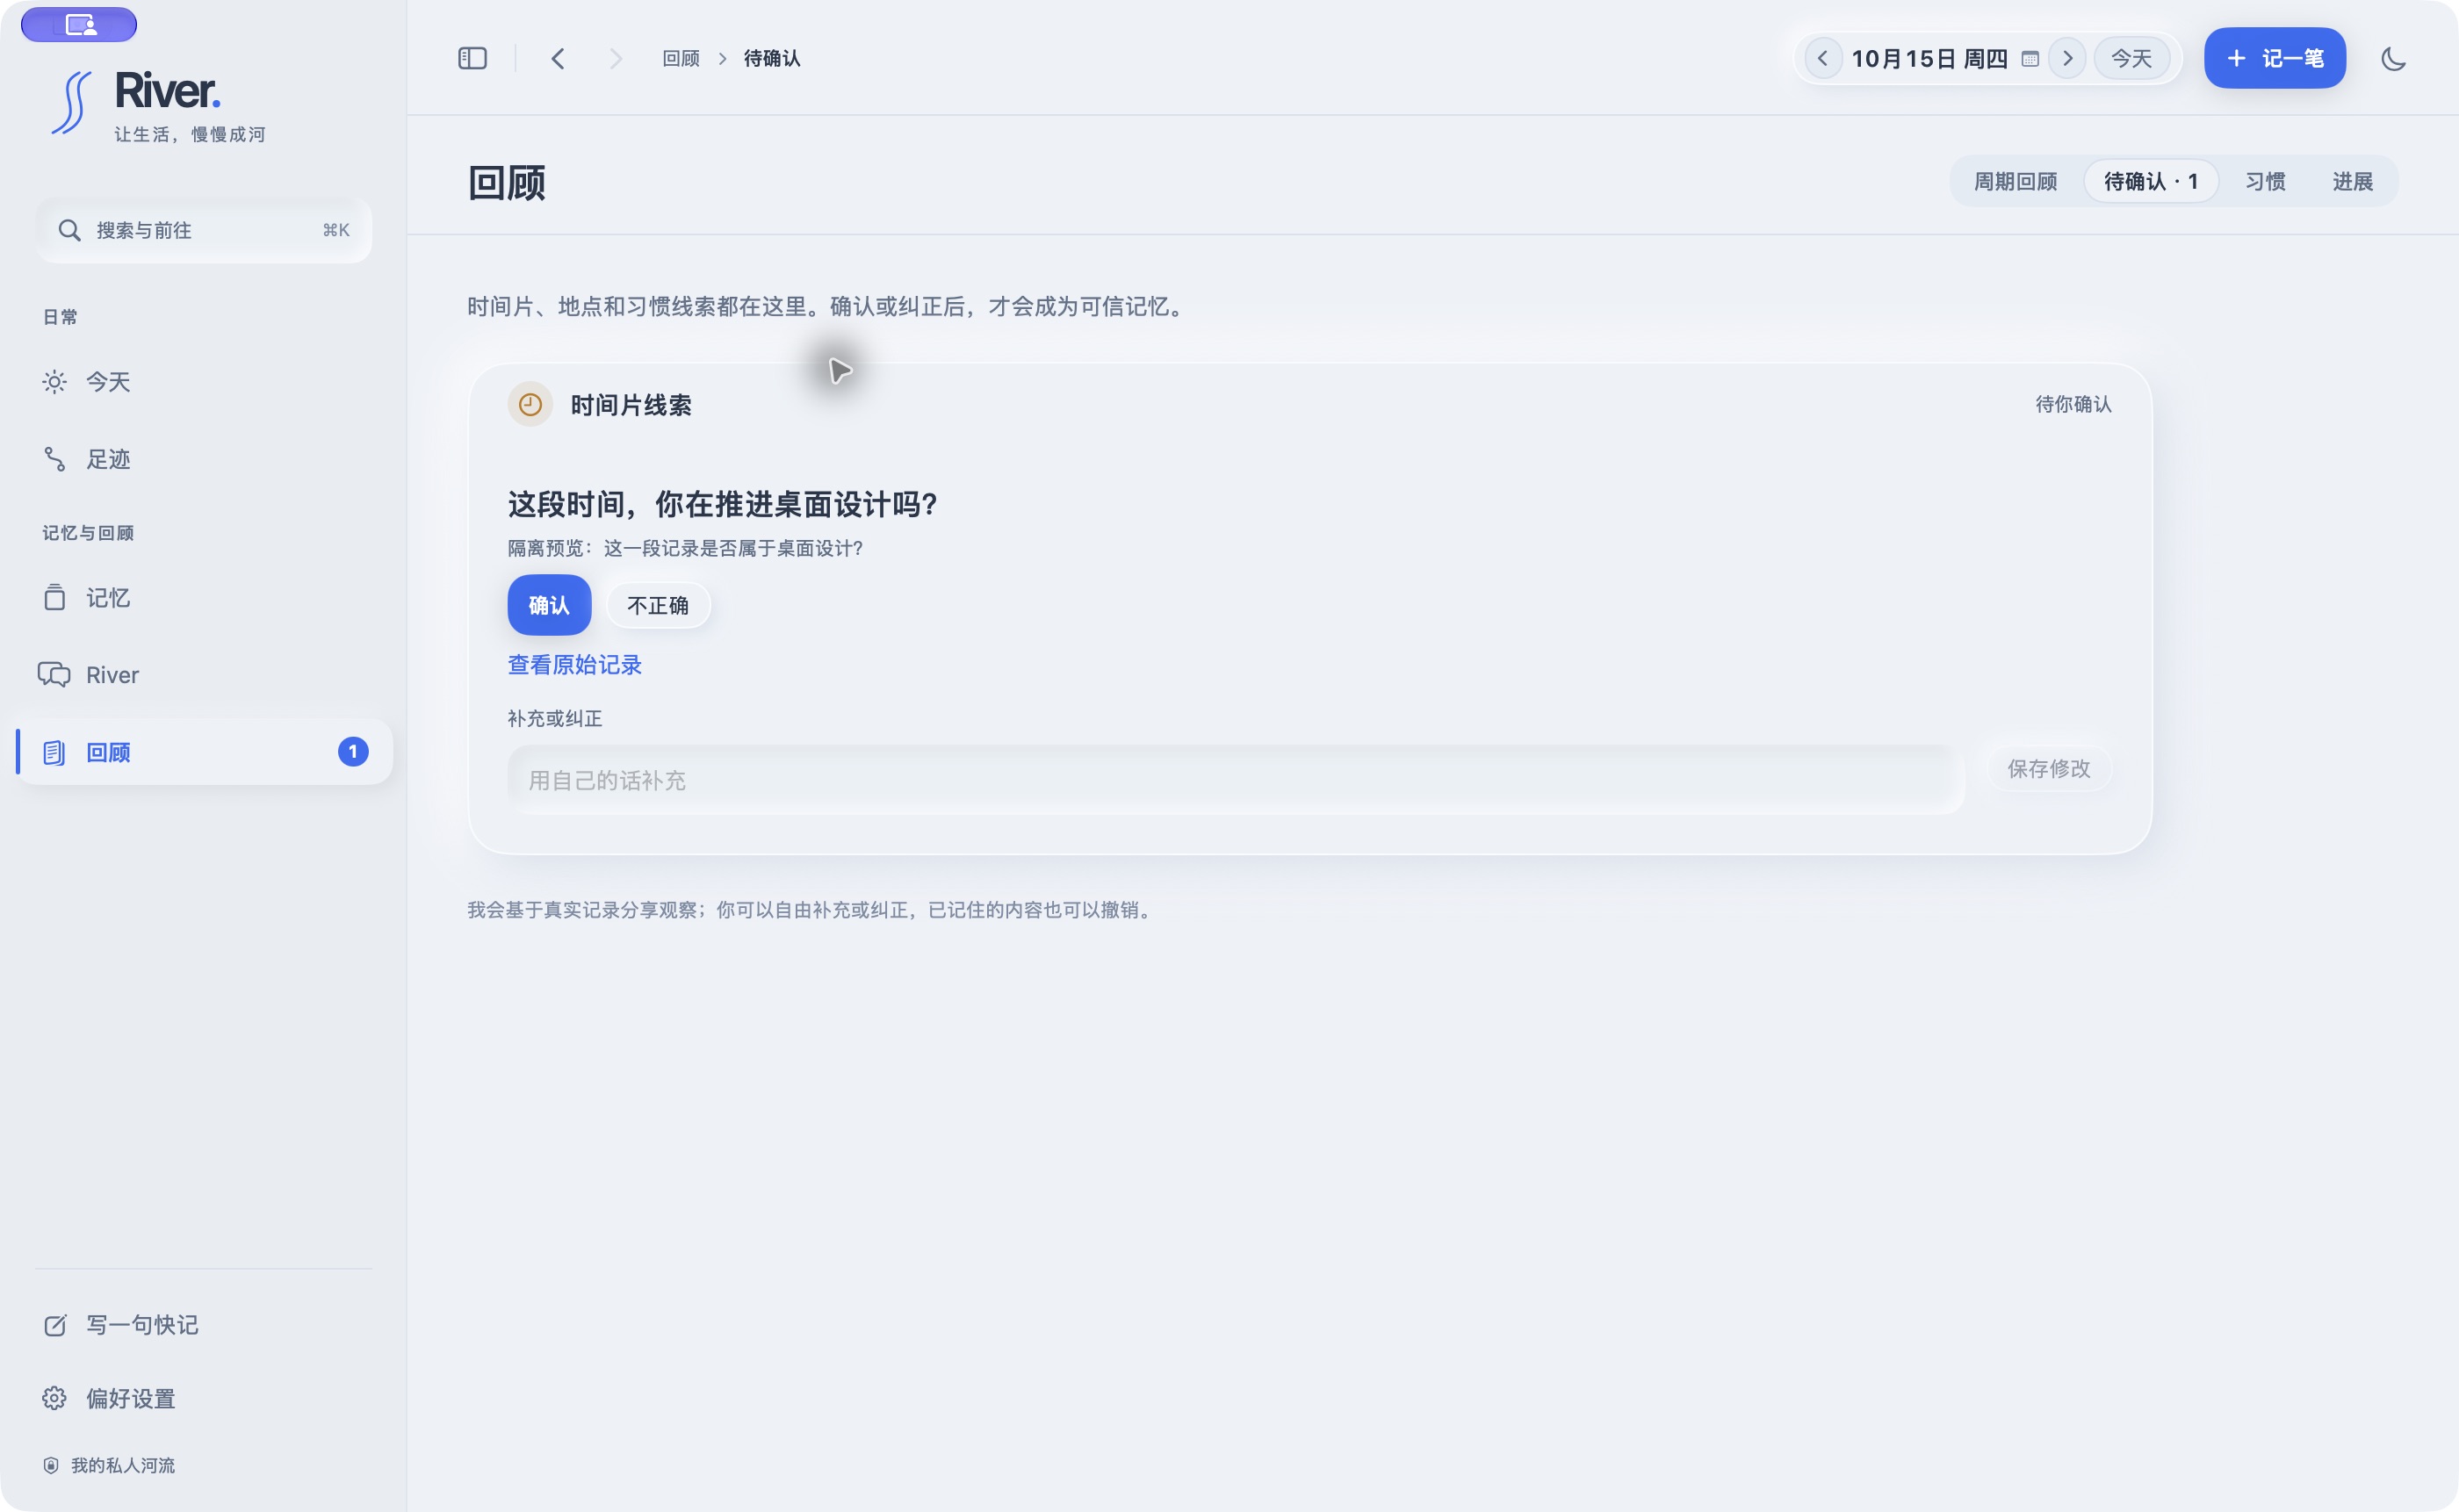 River.
让生活，慢慢成河
搜索与前往 ⌘K
日常
今天
足迹
记忆与回顾
记忆
River
回顾 1
写一句快记
偏好设置
我的私人河流
回顾 > 待确认
10月15日 周四 今天
+ 记一笔
回顾
周期回顾 待确认 · 1 习惯 进展
时间片、地点和习惯线索都在这里。确认或纠正后，才会成为可信记忆。
时间片线索 待你确认
这段时间，你在推进桌面设计吗？
隔离预览：这一段记录是否属于桌面设计？
确认 不正确
查看原始记录
补充或纠正
用自己的话补充 保存修改
我会基于真实记录分享观察；你可以自由补充或纠正，已记住的内容也可以撤销。